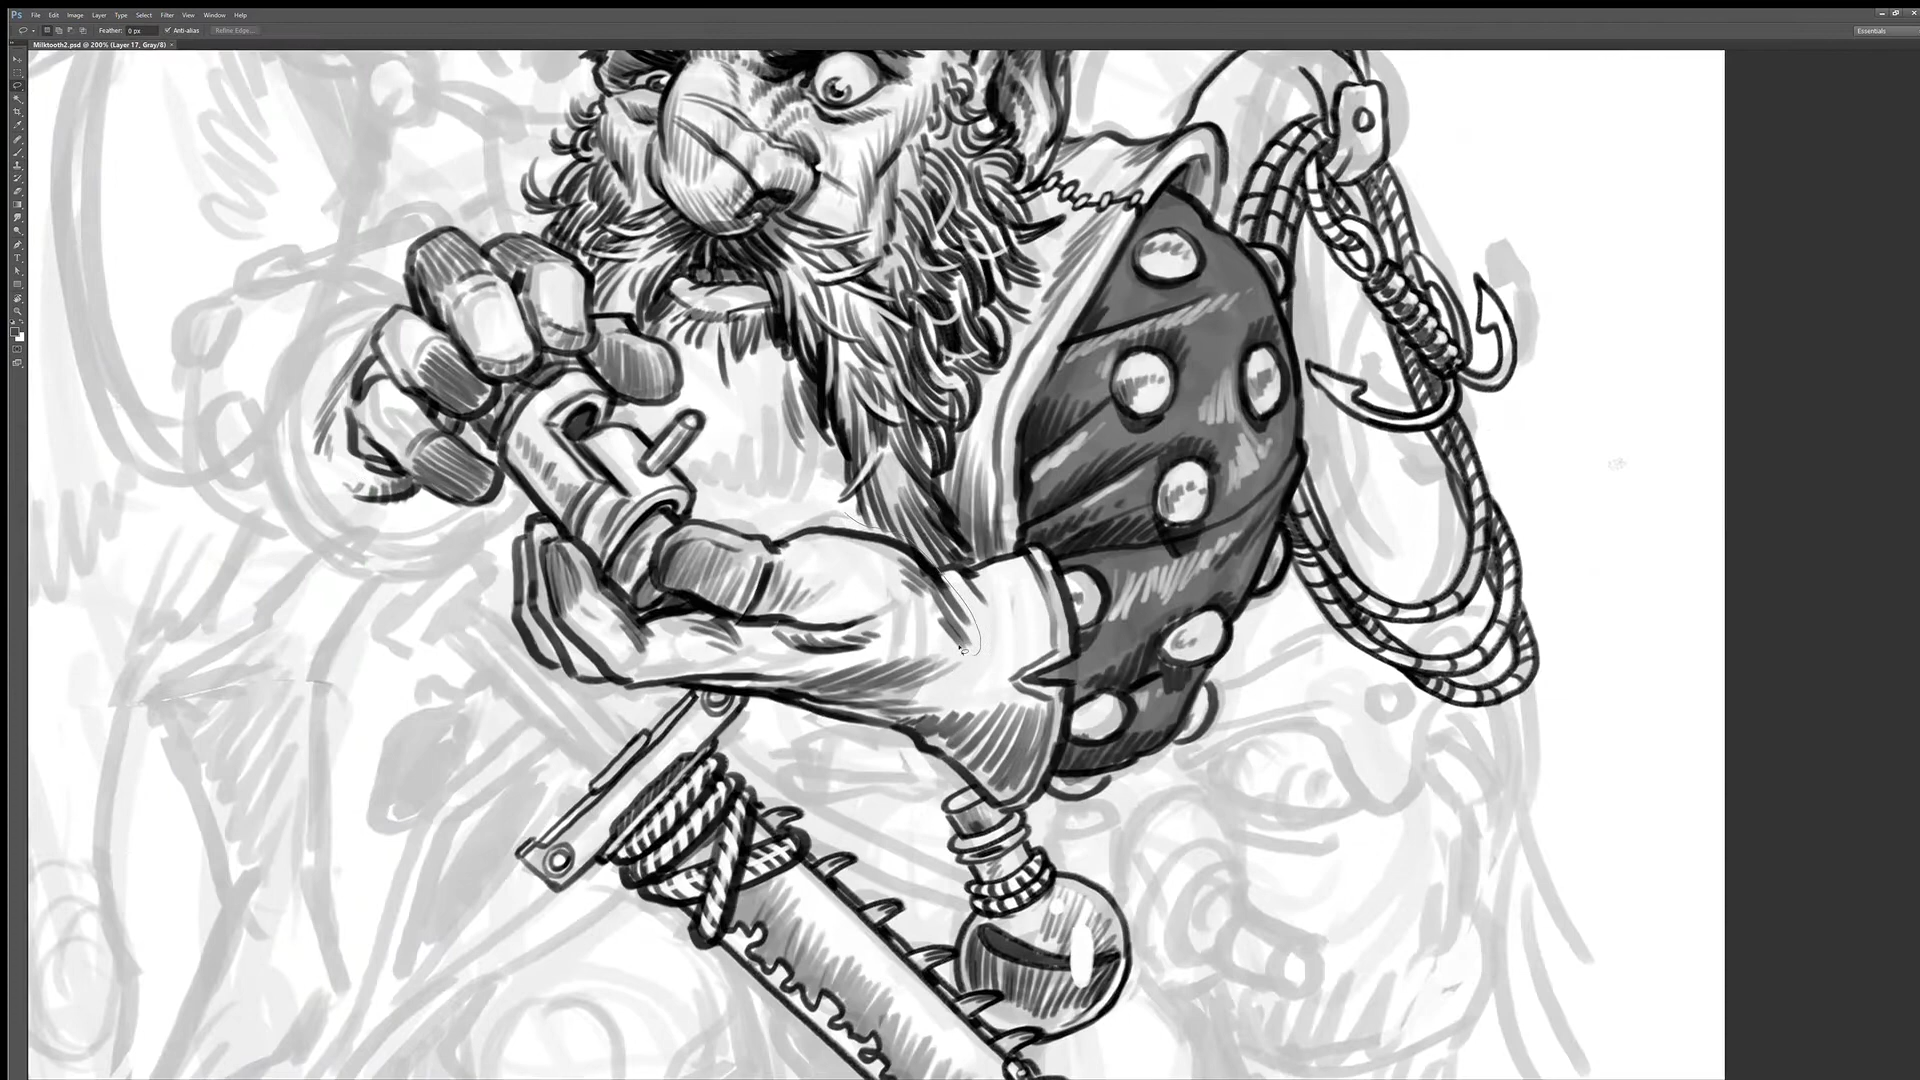 Ps File Edit Image Layer Type Select Filter View Window Help
Feather: 0 px Anti-alias Refine Edge... Essentials
Milktooth2.psd @ 200% (Layer 17, Gray/8) ×